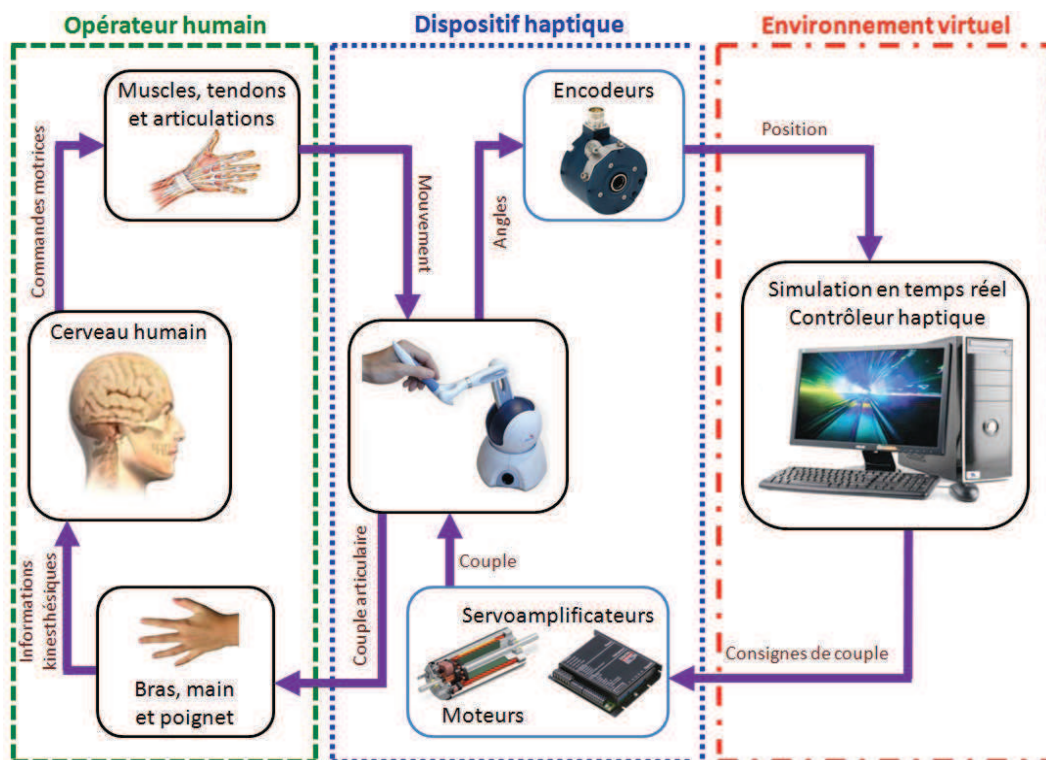 Opérateur humain
Dispositif haptique
Environnement virtuel
Muscles, tendons
et articulations
Encodeurs
Position
Commandes motrices
Mouvement
Angles
Simulation en temps réel
Contrôleur haptique
Cerveau humain
Informations
kinesthésiques
Couple articulaire
Couple
Servoamplificateurs
Consignes de couple
Moteurs
Bras, main
et poignet